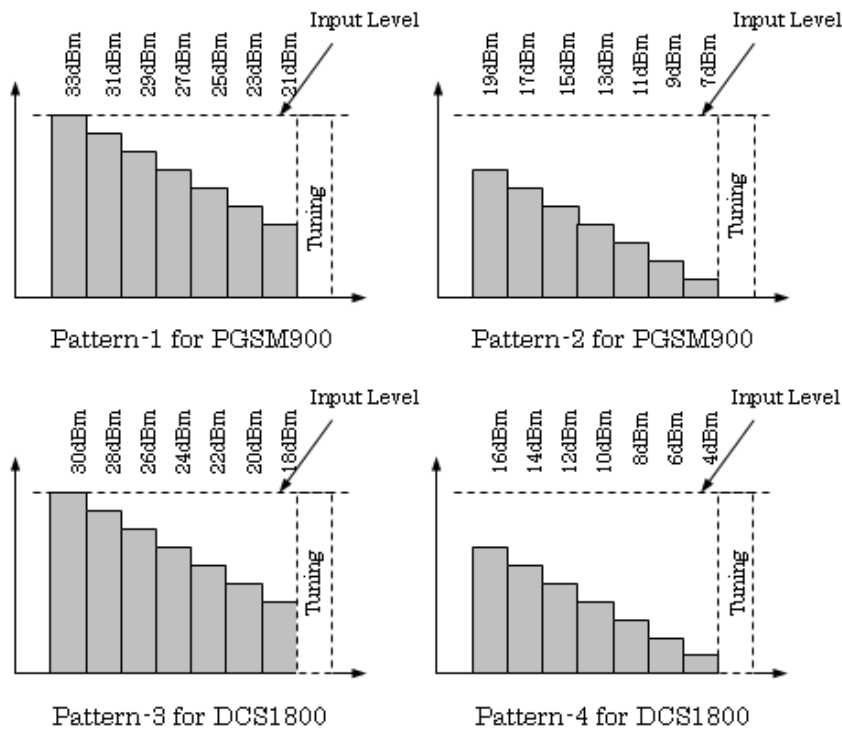 Input Level
33dBm
31dBm
29dBm
27dBm
25dBm
23dBm
21dBm
Tuning
Pattern-1 for PGSM900
Input Level
19dBm
17dBm
15dBm
13dBm
11dBm
9dBm
7dBm
Tuning
Pattern-2 for PGSM900
Input Level
30dBm
28dBm
26dBm
24dBm
22dBm
20dBm
18dBm
Tuning
Pattern-3 for DCS1800
Input Level
16dBm
14dBm
12dBm
10dBm
8dBm
6dBm
4dBm
Tuning
Pattern-4 for DCS1800